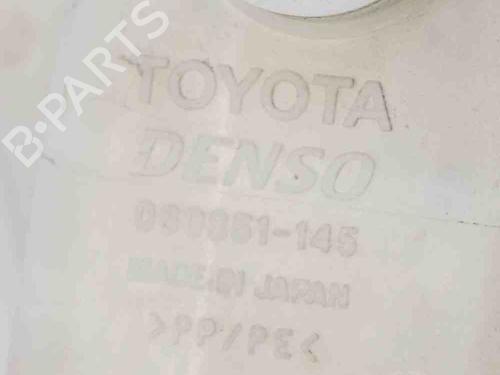 B·PARTS
TOYOTA
DENSO
060851-145
MADE IN JAPAN
>PP/PE<